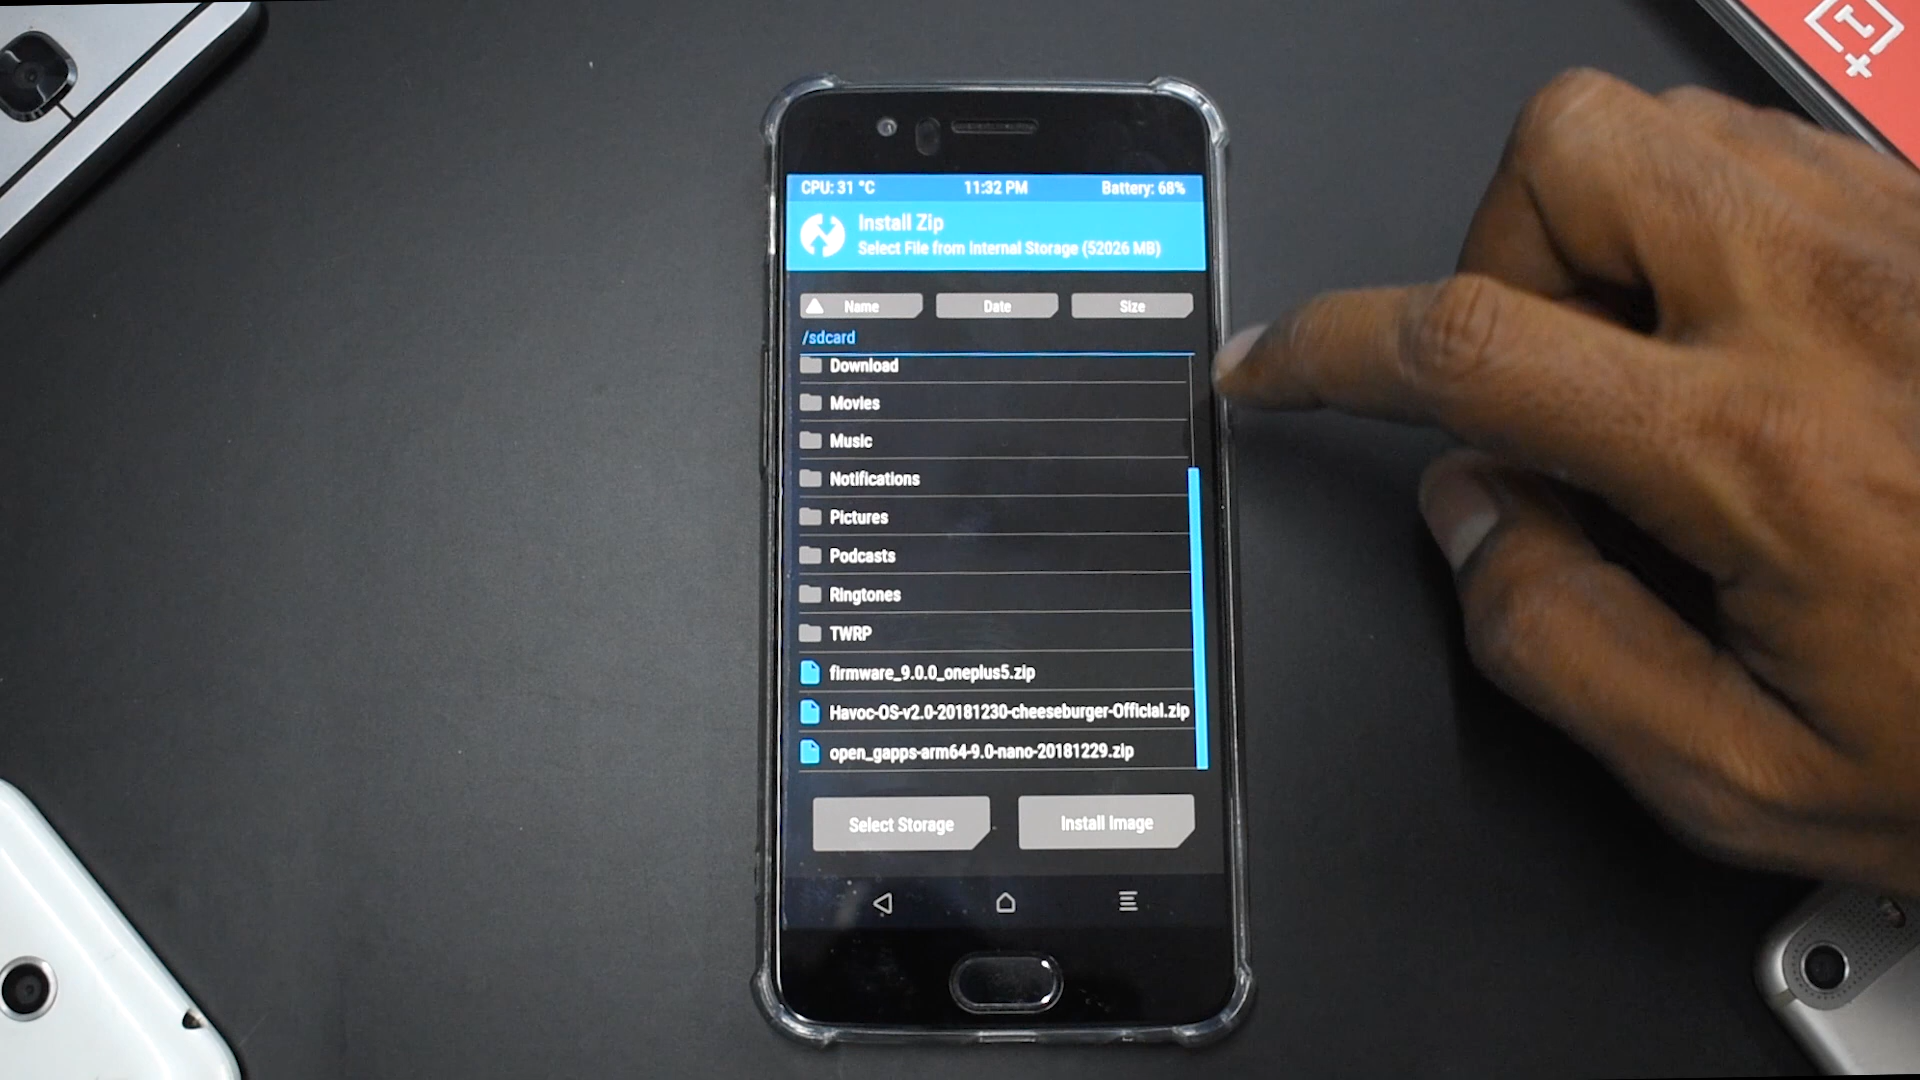 CPU: 31 °C 11:32 PM Battery: 68%
Install Zip
Select File from Internal Storage (52026 MB)
Name Date Size
/sdcard
Download
Movies
Music
Notifications
Pictures
Podcasts
Ringtones
TWRP
firmware_9.0.0_oneplus5.zip
Havoc-OS-v2.0-20181230-cheeseburger-Official.zip
open_gapps-arm64-9.0-nano-20181229.zip
Select Storage Install Image